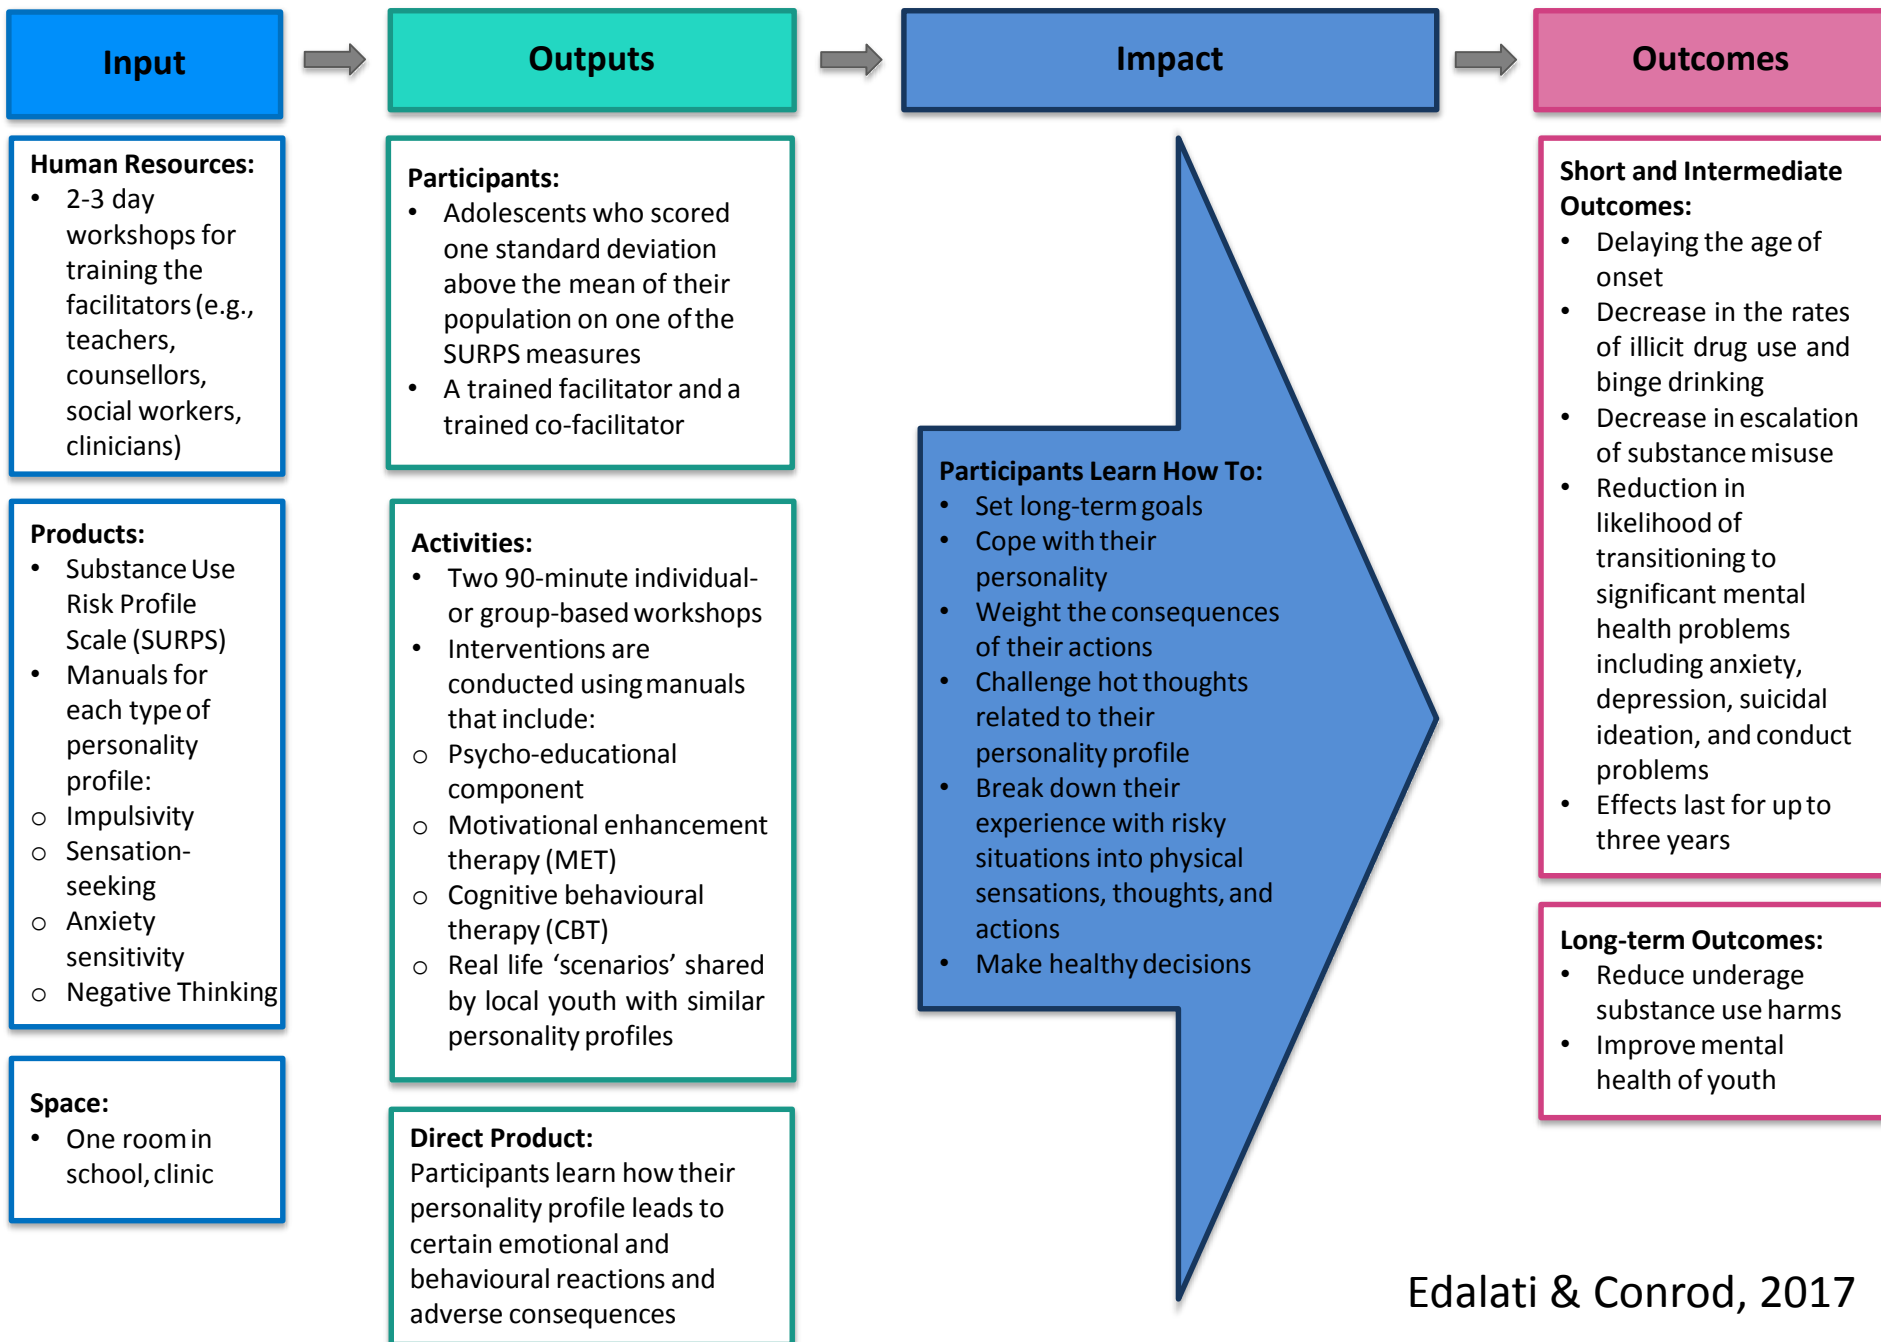 Input
Outputs
Impact
Outcomes
Human Resources:
• 2-3 day
workshops for
training the
facilitators (e.g.,
teachers,
counsellors,
social workers,
clinicians)
Products:
• Substance Use
Risk Profile
Scale (SURPS)
• Manuals for
each type of
personality
profile:
o Impulsivity
o Sensation-
seeking
o Anxiety
sensitivity
o Negative Thinking
Space:
• One room in
school, clinic
Participants:
• Adolescents who scored
one standard deviation
above the mean of their
population on one of the
SURPS measures
• A trained facilitator and a
trained co-facilitator
Activities:
• Two 90-minute individual-
or group-based workshops
• Interventions are
conducted using manuals
that include:
o Psycho-educational
component
o Motivational enhancement
therapy (MET)
o Cognitive behavioural
therapy (CBT)
o Real life ‘scenarios’ shared
by local youth with similar
personality profiles
Direct Product:
Participants learn how their
personality profile leads to
certain emotional and
behavioural reactions and
adverse consequences
Participants Learn How To:
• Set long-term goals
• Cope with their
personality
• Weight the consequences
of their actions
• Challenge hot thoughts
related to their
personality profile
• Break down their
experience with risky
situations into physical
sensations, thoughts, and
actions
• Make healthy decisions
Short and Intermediate
Outcomes:
• Delaying the age of
onset
• Decrease in the rates
of illicit drug use and
binge drinking
• Decrease in escalation
of substance misuse
• Reduction in
likelihood of
transitioning to
significant mental
health problems
including anxiety,
depression, suicidal
ideation, and conduct
problems
• Effects last for up to
three years
Long-term Outcomes:
• Reduce underage
substance use harms
• Improve mental
health of youth
Edalati & Conrod, 2017